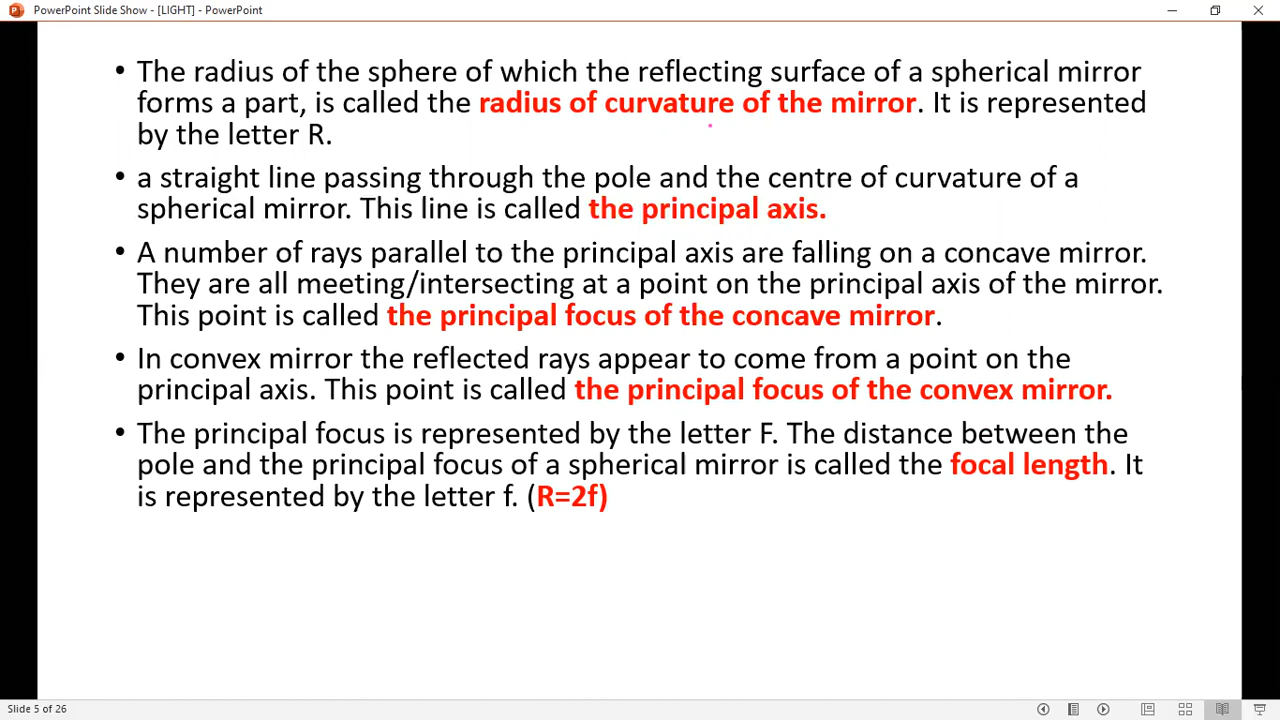 PowerPoint Slide Show - [LIGHT] - PowerPoint
• The radius of the sphere of which the reflecting surface of a spherical mirror
forms a part, is called the radius of curvature of the mirror. It is represented
by the letter R.
• a straight line passing through the pole and the centre of curvature of a
spherical mirror. This line is called the principal axis.
• A number of rays parallel to the principal axis are falling on a concave mirror.
They are all meeting/intersecting at a point on the principal axis of the mirror.
This point is called the principal focus of the concave mirror.
• In convex mirror the reflected rays appear to come from a point on the
principal axis. This point is called the principal focus of the convex mirror.
• The principal focus is represented by the letter F. The distance between the
pole and the principal focus of a spherical mirror is called the focal length. It
is represented by the letter f. (R=2f)
Slide 5 of 26